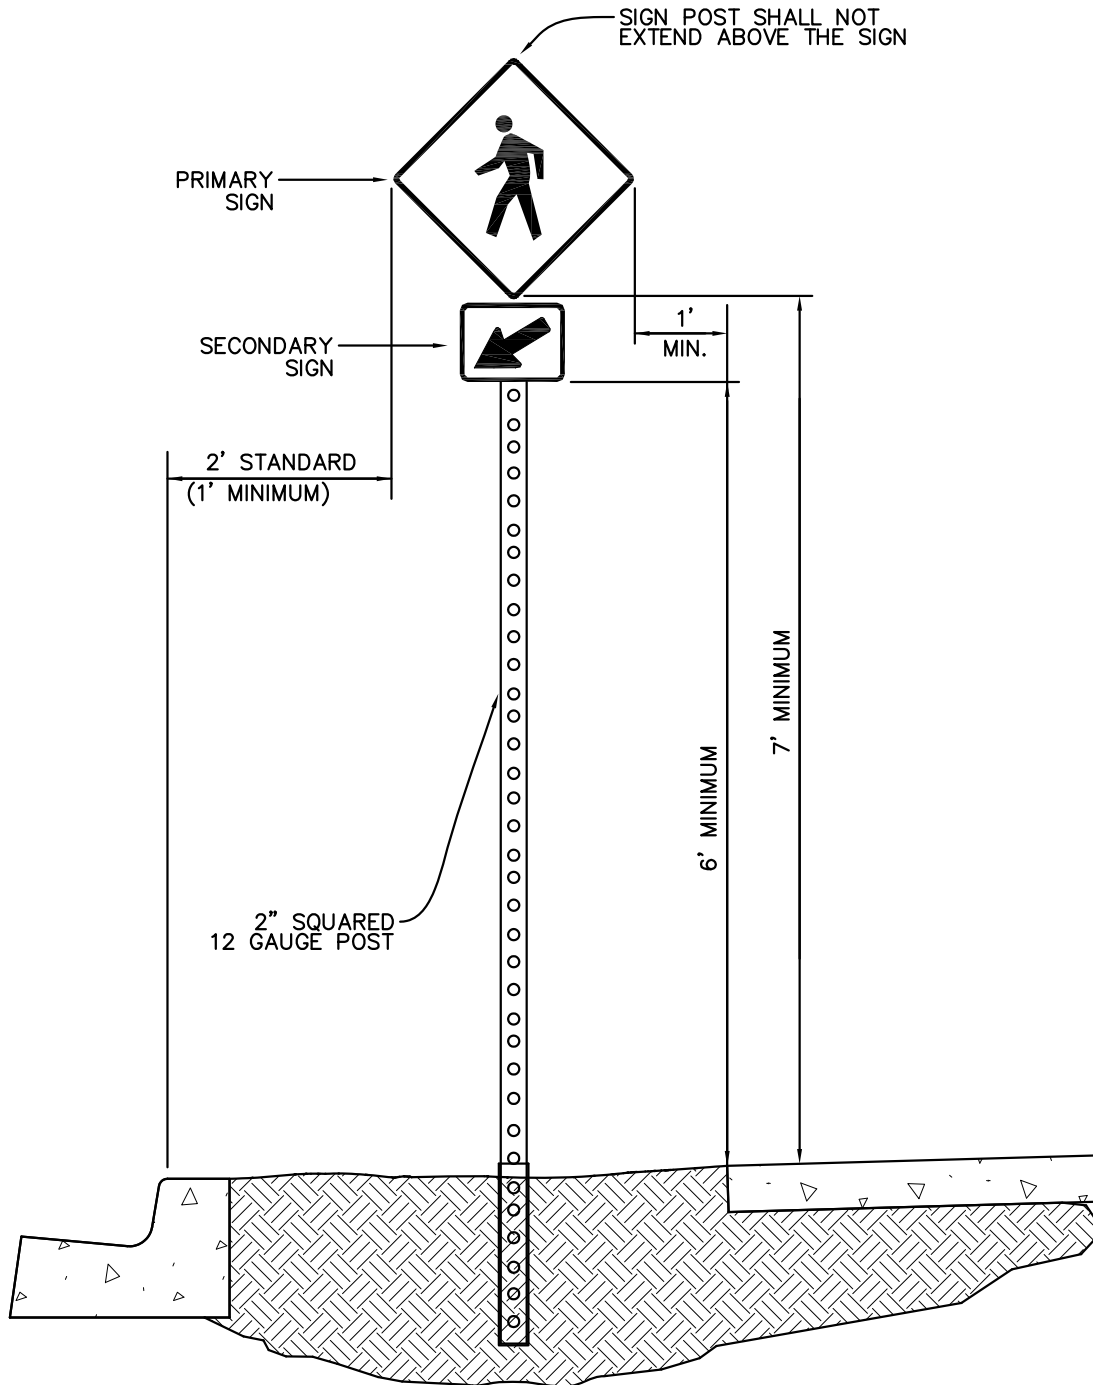 SIGN POST SHALL NOT
EXTEND ABOVE THE SIGN
PRIMARY
SIGN
1'
MIN.
SECONDARY
SIGN
2' STANDARD
(1' MINIMUM)
7' MINIMUM
6' MINIMUM
2" SQUARED
12 GAUGE POST